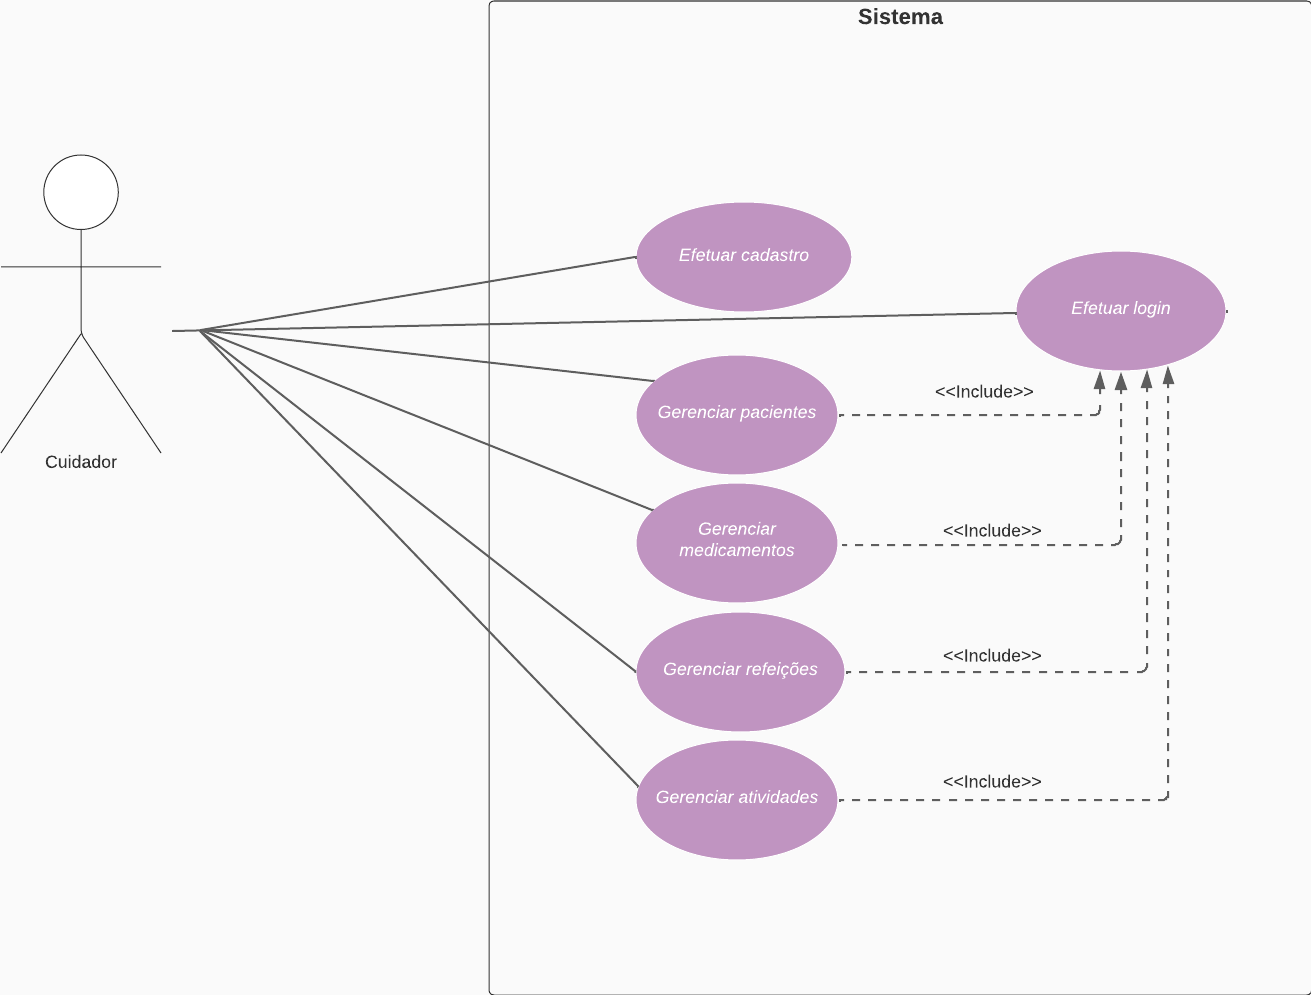 Sistema
Efetuar cadastro
Efetuar login
<<Include>>
Gerenciar pacientes
Cuidador
Gerenciar
medicamentos
<<Include>>
<<Include>>
Gerenciar refeições
<<Include>>
Gerenciar atividades